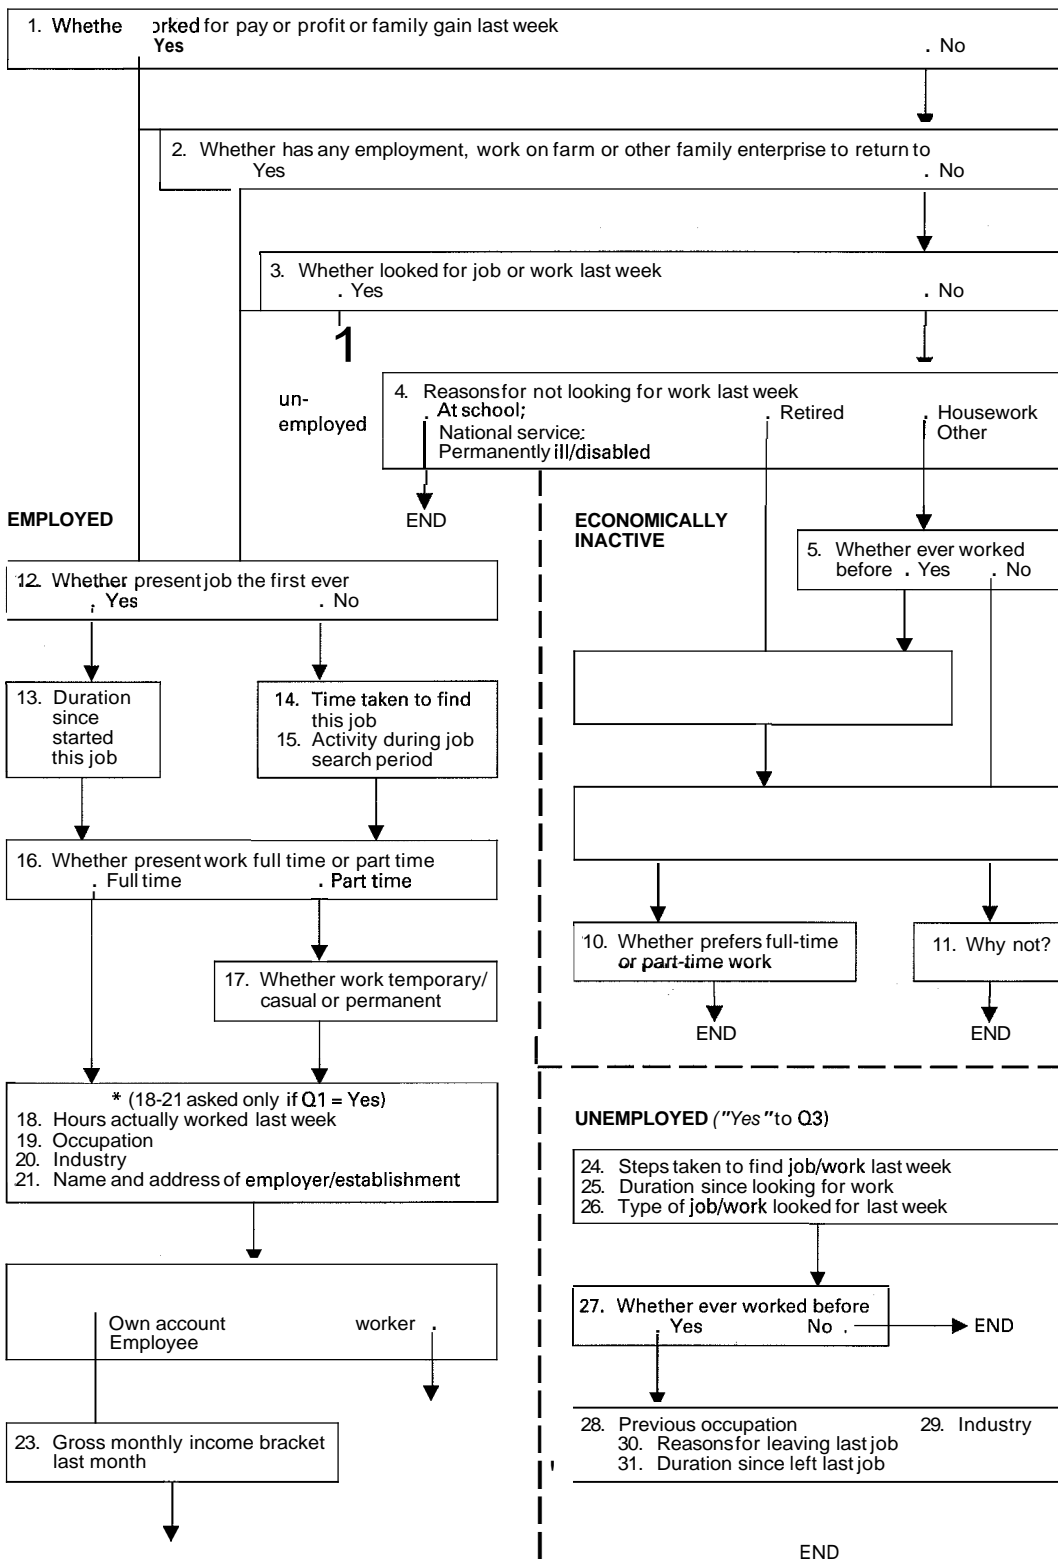 1. Whethe orked for pay or profit or family gain last week
Yes . No
2. Whether has any employment, work on farm or other family enterprise to return to
Yes . No
3. Whether looked for job or work last week
. Yes . No
1
un-
employed
4. Reasons for not looking for work last week
. At school; . Retired . Housework
National service; Other
Permanently ill/disabled
END
EMPLOYED
ECONOMICALLY
INACTIVE
5. Whether ever worked
before . Yes . No
12. Whether present job the first ever
. Yes . No
13. Duration
since
started
this job
14. Time taken to find
this job
15. Activity during job
search period
16. Whether present work full time or part time
. Full time . Part time
10. Whether prefers full-time
or part-time work
11. Why not?
17. Whether work temporary/
casual or permanent
END END
* (18-21 asked only if Q1 = Yes)
18. Hours actually worked last week
19. Occupation
20. Industry
21. Name and address of employer/establishment
UNEMPLOYED ("Yes" to Q3)
24. Steps taken to find job/work last week
25. Duration since looking for work
26. Type of job/work looked for last week
Own account worker .
Employee
27. Whether ever worked before
. Yes No . END
23. Gross monthly income bracket
last month
28. Previous occupation 29. Industry
30. Reasons for leaving last job
31. Duration since left last job
END